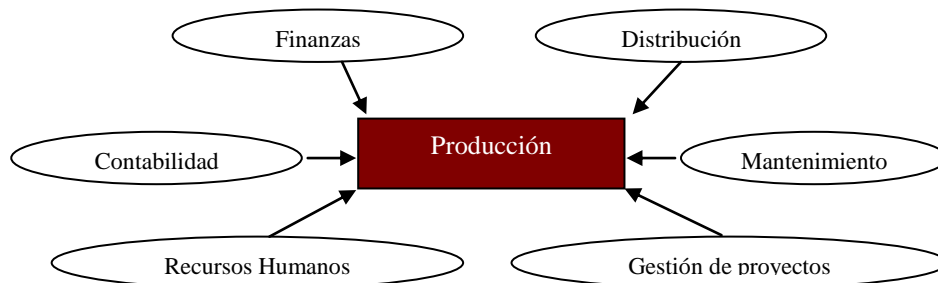 Finanzas
Distribución
Producción
Contabilidad
Mantenimiento
Recursos Humanos
Gestión de proyectos